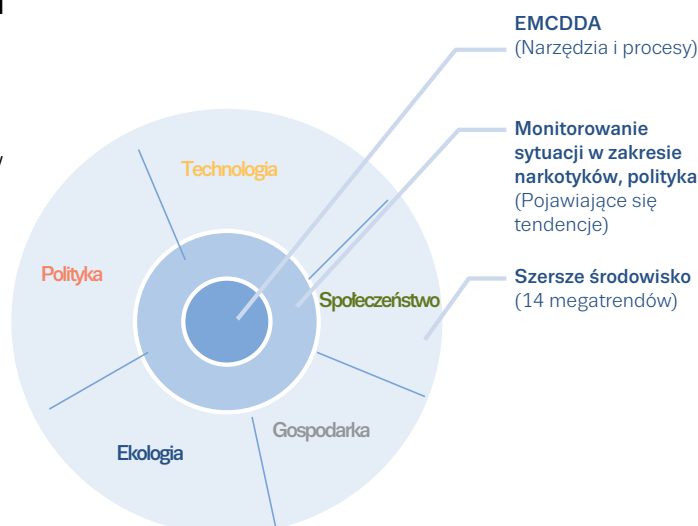 EMCDDA
(Narzędzia i procesy)
Monitorowanie
sytuacji w zakresie
narkotyków, polityka
(Pojawiające się
tendencje)
Szersze środowisko
(14 megatrendów)
Technologia
Polityka
Społeczeństwo
Gospodarka
Ekologia